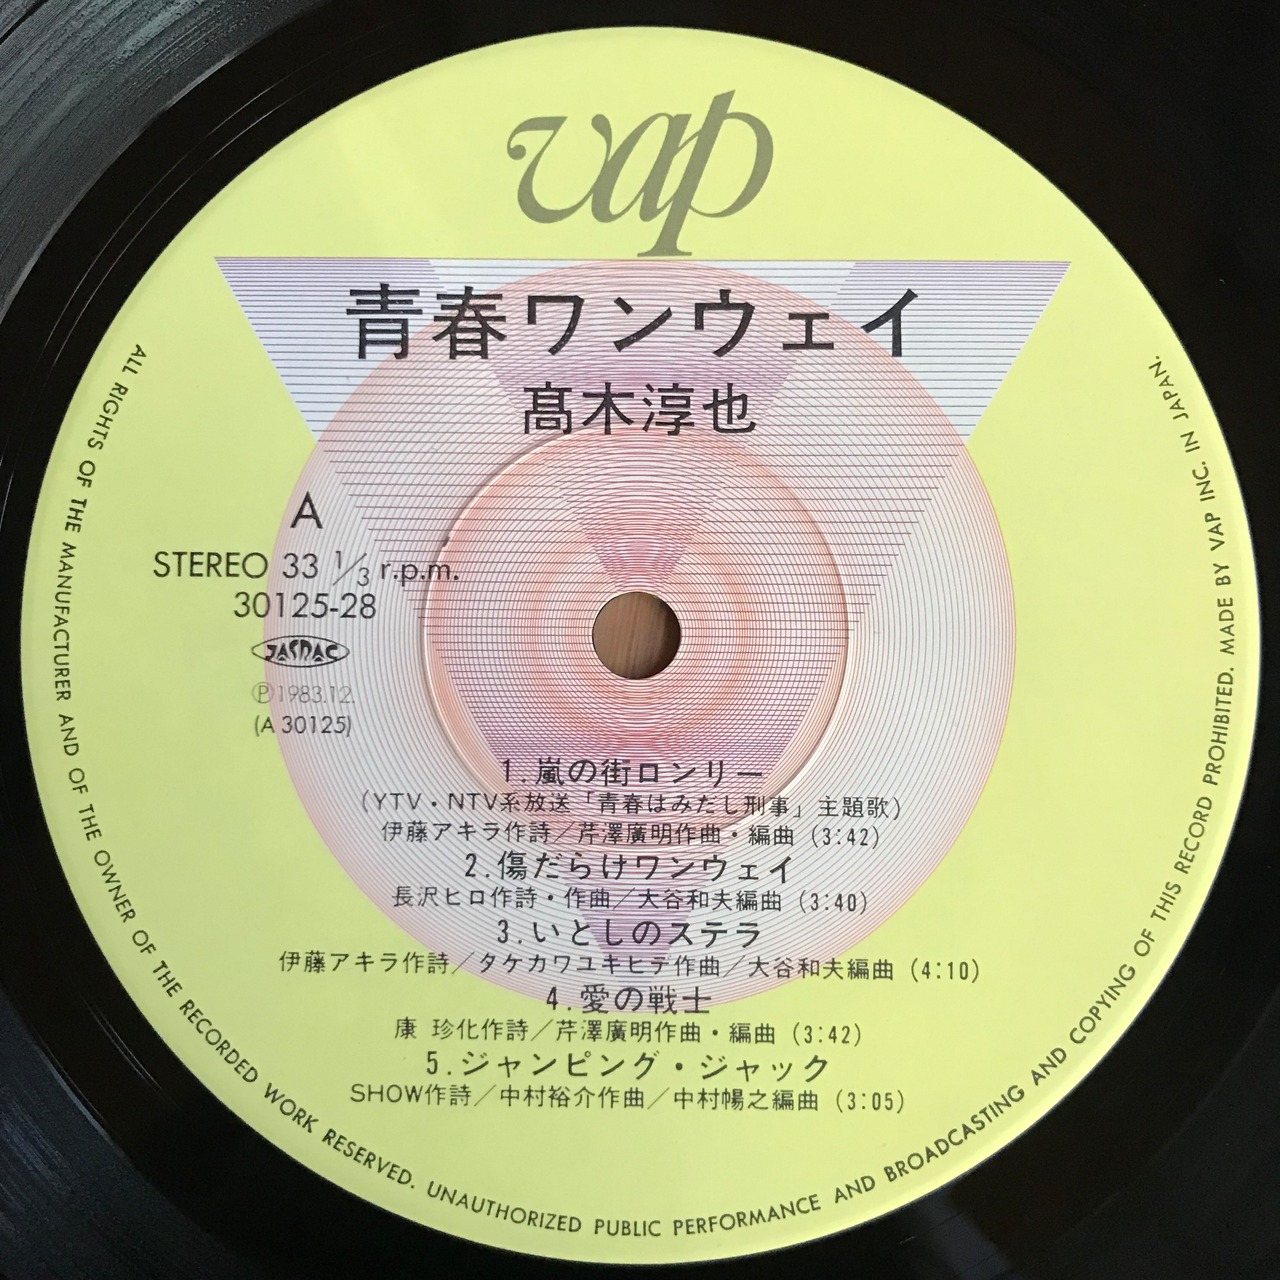 vap
青春ワンウェイ
髙木淳也
A
STEREO 33 1/3 r.p.m.
30125-28
JASRAC
Ⓟ1983.12.
(A 30125)
1.嵐の街ロンリー
(YTV・NTV系放送「青春はみだし刑事」主題歌)
伊藤アキラ作詩／芹澤廣明作曲・編曲 (3:42)
2.傷だらけワンウェイ
長沢ヒロ作詩・作曲／大谷和夫編曲 (3:40)
3.いとしのステラ
伊藤アキラ作詩／タケカワユキヒデ作曲／大谷和夫編曲 (4:10)
4.愛の戦士
康 珍化作詩／芹澤廣明作曲・編曲 (3:42)
5.ジャンピング・ジャック
SHOW作詩／中村裕介作曲／中村暢之編曲 (3:05)
ALL RIGHTS OF THE MANUFACTURER AND OF THE OWNER OF THE RECORDED WORK RESERVED. UNAUTHORIZED PUBLIC PERFORMANCE AND BROADCASTING AND COPYING OF THIS RECORD PROHIBITED. MADE BY VAP INC. IN JAPAN.